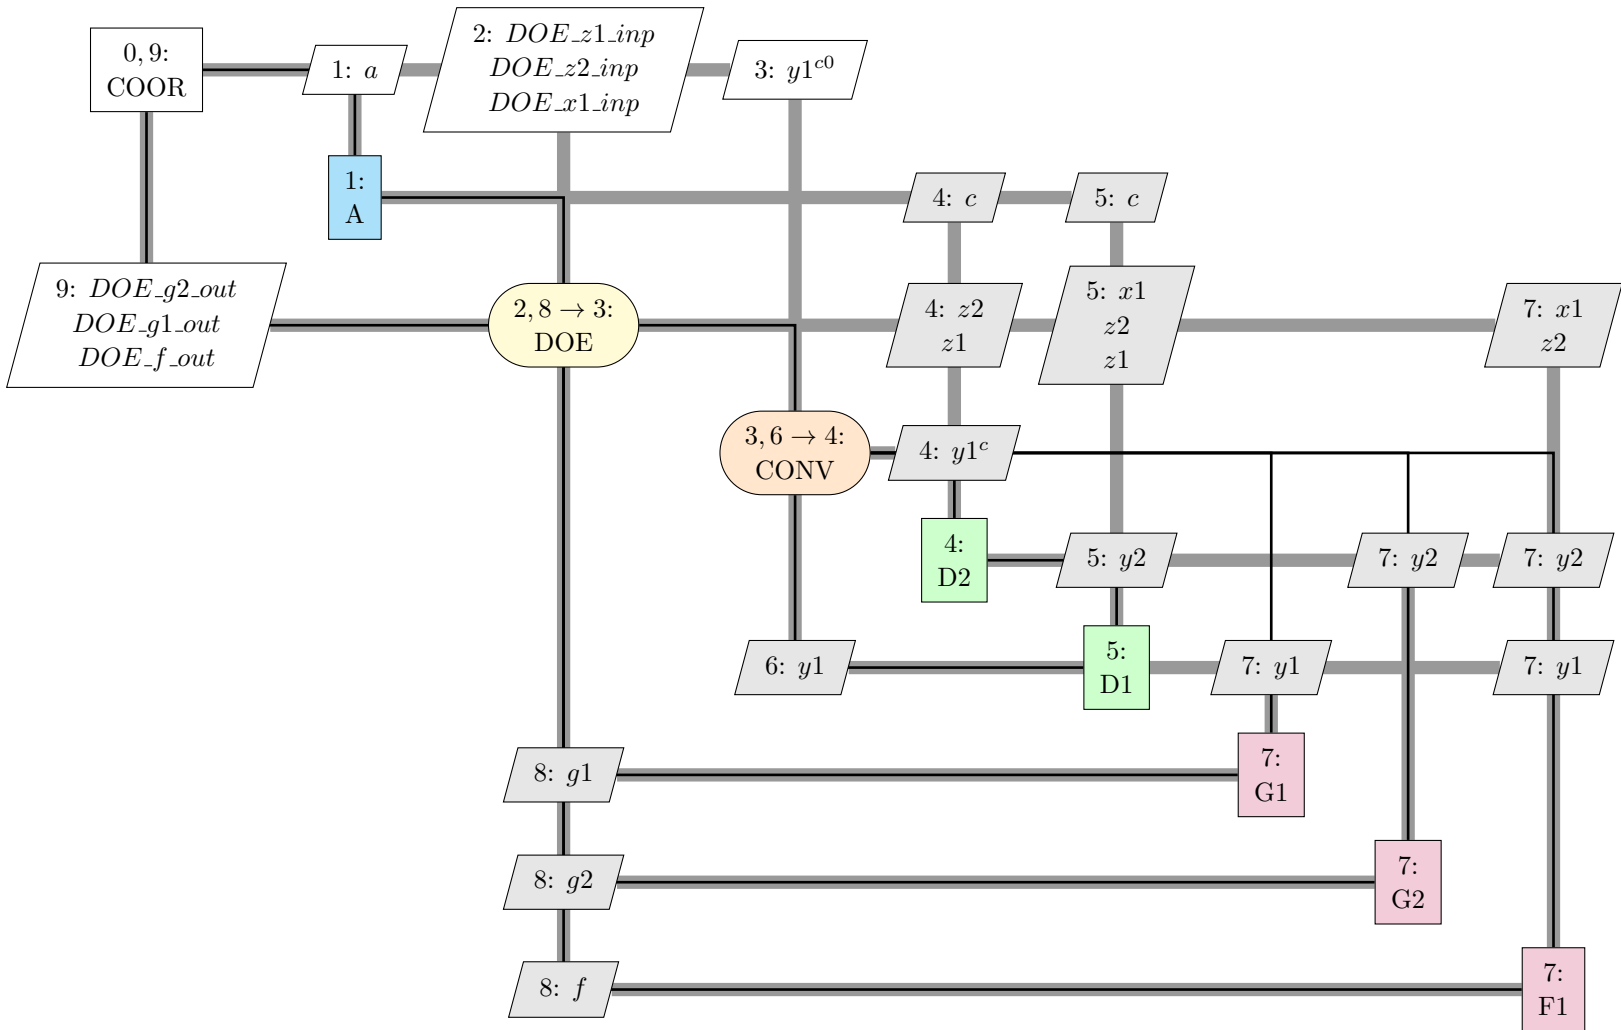 0, 9:
COOR
1: a
2: DOE_z1_inp
DOE_z2_inp
DOE_x1_inp
3: y1^{c0}
1:
A
4: c
5: c
9: DOE_g2_out
DOE_g1_out
DOE_f_out
2, 8 → 3:
DOE
4: z2
z1
5: x1
z2
z1
7: x1
z2
3, 6 → 4:
CONV
4: y1^c
4:
D2
5: y2
7: y2
7: y2
6: y1
5:
D1
7: y1
7: y1
8: g1
7:
G1
8: g2
7:
G2
8: f
7:
F1